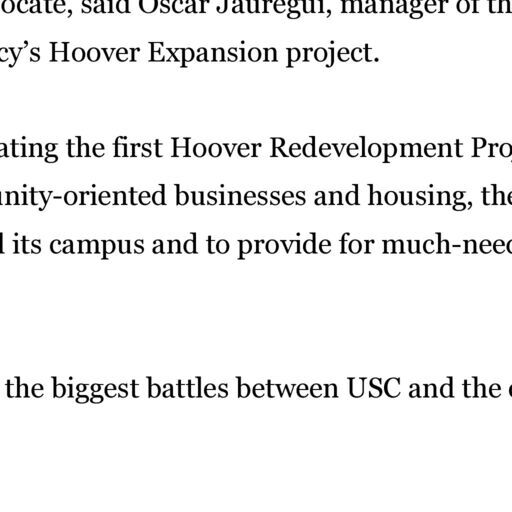 ocate, said Oscar Jauregui, manager of th
cy’s Hoover Expansion project.
ating the first Hoover Redevelopment Pro
unity-oriented businesses and housing, the
l its campus and to provide for much-need
the biggest battles between USC and the